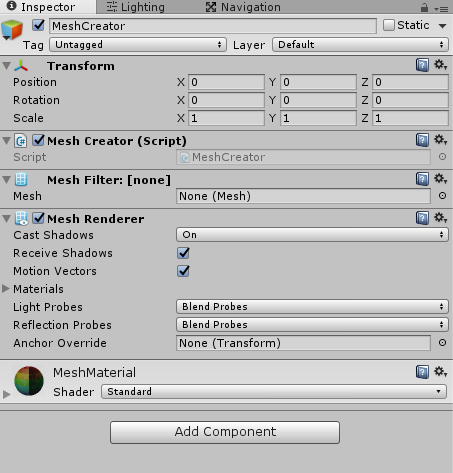 Inspector Lighting Navigation
MeshCreator Static
Tag Untagged Layer Default
Transform
Position X 0 Y 0 Z 0
Rotation X 0 Y 0 Z 0
Scale X 1 Y 1 Z 1
Mesh Creator (Script)
Script MeshCreator
Mesh Filter: [none]
Mesh None (Mesh)
Mesh Renderer
Cast Shadows On
Receive Shadows
Motion Vectors
Materials
Light Probes Blend Probes
Reflection Probes Blend Probes
Anchor Override None (Transform)
MeshMaterial
Shader Standard
Add Component